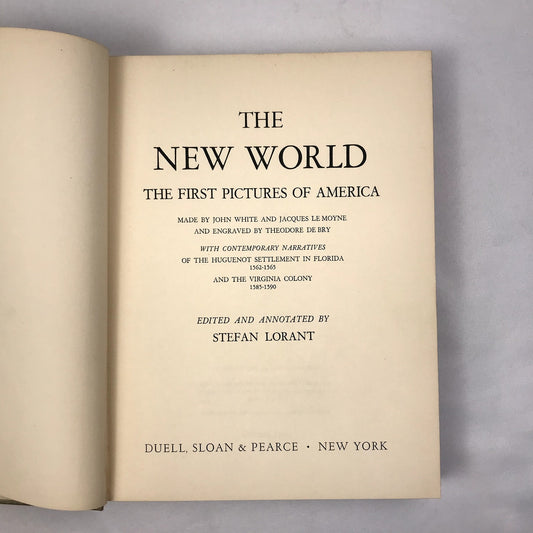 THE
NEW WORLD
THE FIRST PICTURES OF AMERICA
MADE BY JOHN WHITE AND JACQUES LE MOYNE
AND ENGRAVED BY THEODORE DE BRY
WITH CONTEMPORARY NARRATIVES
OF THE HUGUENOT SETTLEMENT IN FLORIDA
1562-1565
AND THE VIRGINIA COLONY
1585-1590
EDITED AND ANNOTATED BY
STEFAN LORANT
DUELL, SLOAN & PEARCE • NEW YORK